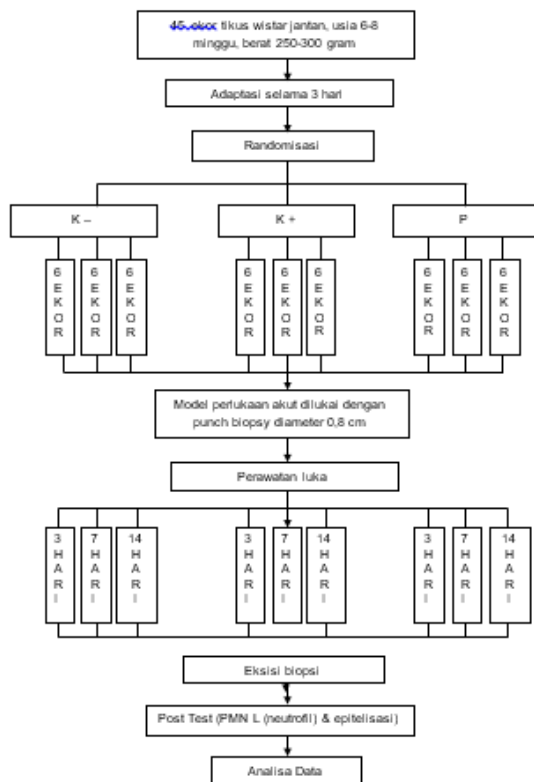 45 ekor tikus wistar jantan, usia 6-8
minggu, berat 250-300 gram
Adaptasi selama 3 hari
Randomisasi
K –
K +
P
6 EKOR
6 EKOR
6 EKOR
6 EKOR
6 EKOR
6 EKOR
6 EKOR
6 EKOR
6 EKOR
Model perlukaan akut dilukai dengan
punch biopsy diameter 0,8 cm
Perawatan luka
3 HARI
7 HARI
14 HARI
3 HARI
7 HARI
14 HARI
3 HARI
7 HARI
14 HARI
Eksisi biopsi
Post Test (PMN L (neutrofil) & epitelisasi)
Analisa Data